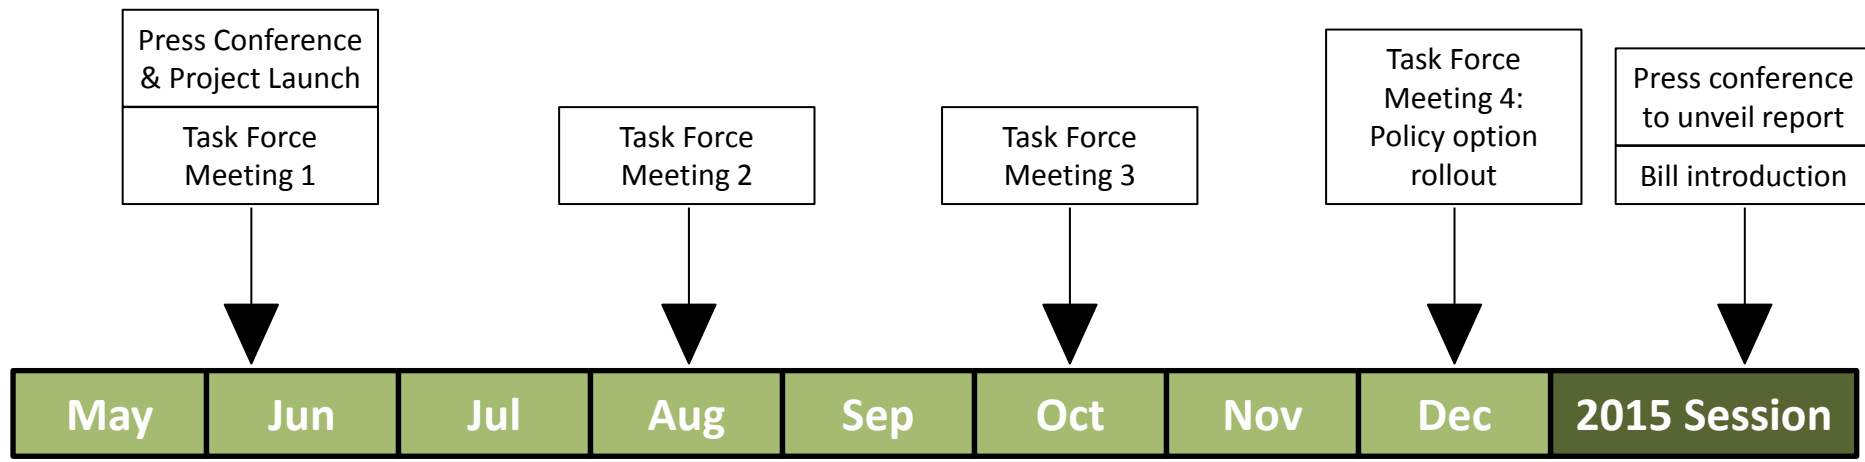 Press Conference
& Project Launch
Task Force
Meeting 1
Task Force
Meeting 2
Task Force
Meeting 3
Task Force
Meeting 4:
Policy option
rollout
Press conference
to unveil report
Bill introduction
May
Jun
Jul
Aug
Sep
Oct
Nov
Dec
2015 Session